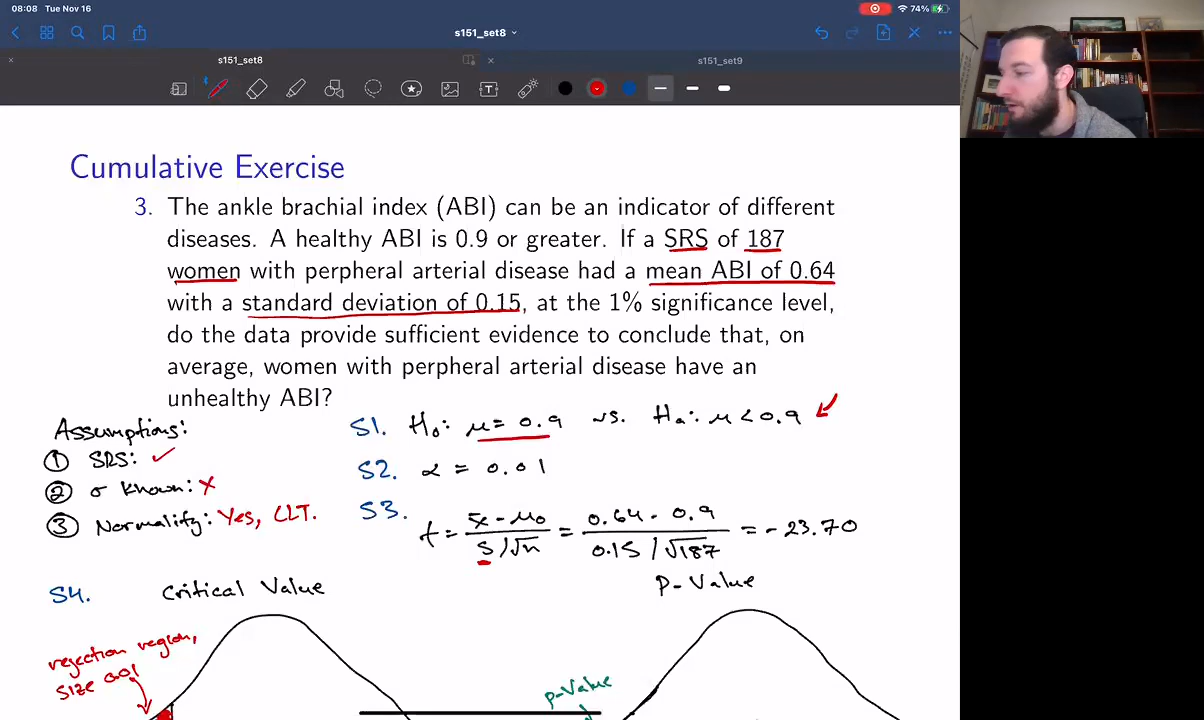 08:08 Tue Nov 16
74%
s151_set8
s151_set8
s151_set9
Cumulative Exercise
3. The ankle brachial index (ABI) can be an indicator of different
diseases. A healthy ABI is 0.9 or greater. If a SRS of 187
women with perpheral arterial disease had a mean ABI of 0.64
with a standard deviation of 0.15, at the 1% significance level,
do the data provide sufficient evidence to conclude that, on
average, women with perpheral arterial disease have an
unhealthy ABI?
Assumptions:
① SRS: ✓
② σ Known: X
③ Normality: Yes, CLT.
S1. H₀: μ = 0.9 vs. Hₐ: μ < 0.9
S2. α = 0.01
S3.
t = x̄ - μ₀ / s/√n = 0.64 - 0.9 / 0.15/√187 = -23.70
S4. Critical Value
P-Value
rejection region,
size 0.01
p-value